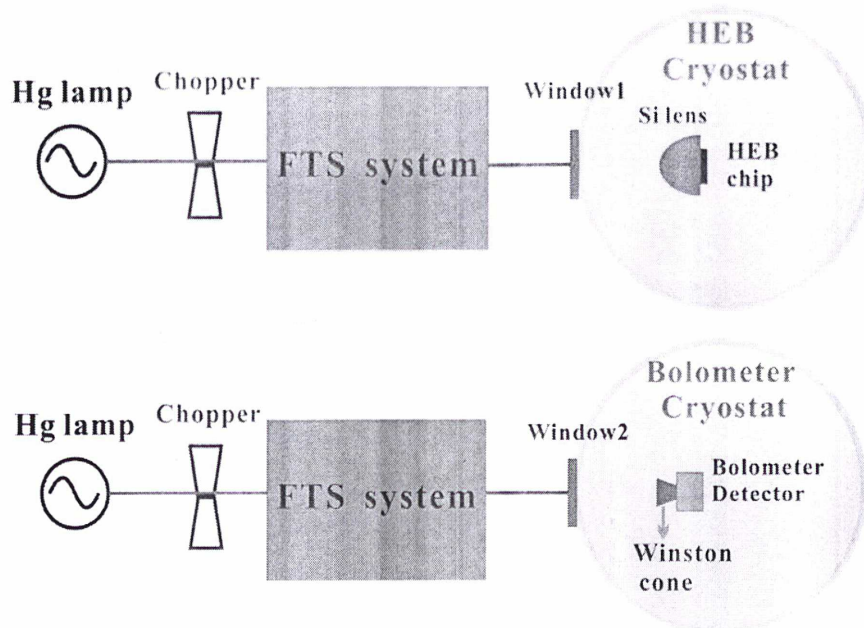 HEB
Cryostat
Hg lamp
Chopper
FTS system
Window1
Si lens
HEB
chip
Bolometer
Cryostat
Hg lamp
Chopper
FTS system
Window2
Bolometer
Detector
Winston
cone